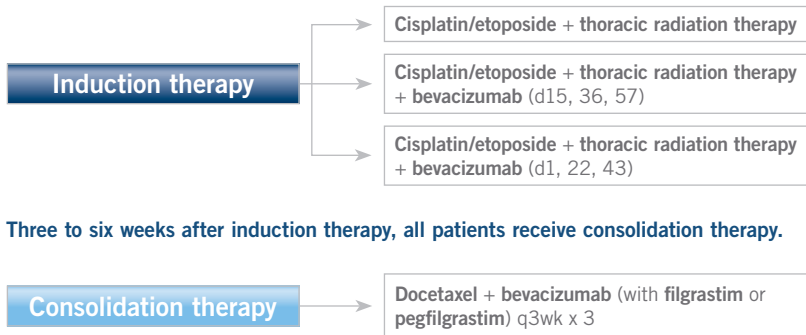 Cisplatin/etoposide + thoracic radiation therapy
Induction therapy
Cisplatin/etoposide + thoracic radiation therapy
+ bevacizumab (d15, 36, 57)
Cisplatin/etoposide + thoracic radiation therapy
+ bevacizumab (d1, 22, 43)
Three to six weeks after induction therapy, all patients receive consolidation therapy.
Consolidation therapy
Docetaxel + bevacizumab (with filgrastim or
pegfilgrastim) q3wk x 3